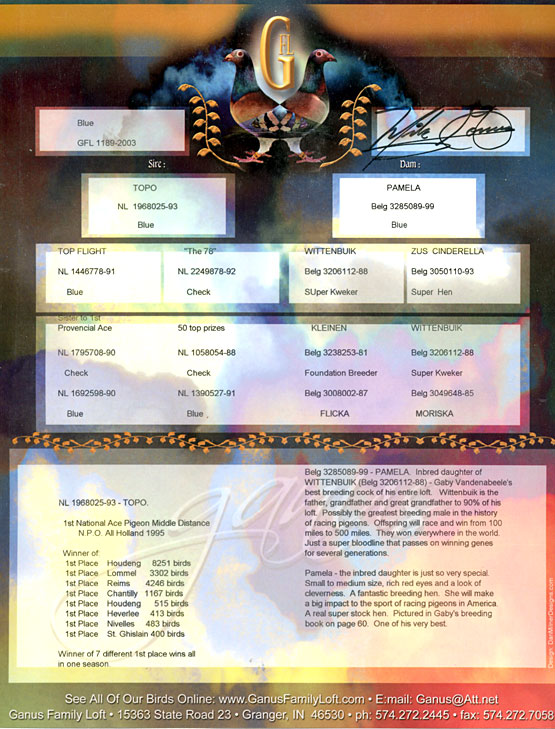 GFL
Blue
GFL 1189-2003
Sire :
Dam :
TOPO
NL 1968025-93
Blue
PAMELA
Belg 3285089-99
Blue
TOP FLIGHT
NL 1446778-91
Blue
"The 78"
NL 2249878-92
Check
WITTENBUIK
Belg 3206112-88
SUper Kweker
ZUS CINDERELLA
Belg 3050110-93
Super Hen
Sister to 1st
Provencial Ace
NL 1795708-90
Check
NL 1692598-90
Blue
50 top prizes
NL 1058054-88
Check
NL 1390527-91
Blue
KLEINEN
Belg 3238253-81
Foundation Breeder
Belg 3008002-87
FLICKA
WITTENBUIK
Belg 3206112-88
Super Kweker
Belg 3049648-85
MORISKA
NL 1968025-93 - TOPO.
1st National Ace Pigeon Middle Distance
N.P.O. All Holland 1995
Winner of:
1st Place Houdeng 8251 birds
1st Place Lommel 3302 birds
1st Place Reims 4246 birds
1st Place Chantilly 1167 birds
1st Place Houdeng 515 birds
1st Place Heverlee 413 birds
1st Place Nivelles 483 birds
1st Place St. Ghislain 400 birds
Winner of 7 different 1st place wins all
in one season.
Belg 3285089-99 - PAMELA. Inbred daughter of
WITTENBUIK (Belg 3206112-88) - Gaby Vandenabeele's
best breeding cock of his entire loft. Wittenbuik is the
father, grandfather and great grandfather to 90% of his
loft. Possibly the greatest breeding male in the history
of racing pigeons. Offspring will race and win from 100
miles to 500 miles. They won everywhere in the world.
Just a super bloodline that passes on winning genes
for several generations.
Pamela - the inbred daughter is just so very special.
Small to medium size, rich red eyes and a look of
cleverness. A fantastic breeding hen. She will make
a big impact to the sport of racing pigeons in America.
A real super stock hen. Pictured in Gaby's breeding
book on page 60. One of his very best.
See All Of Our Birds Online: www.GanusFamilyLoft.com • E:mail: Ganus@Att.net
Ganus Family Loft • 15363 State Road 23 • Granger, IN 46530 • ph: 574.272.2445 • fax: 574.272.7058